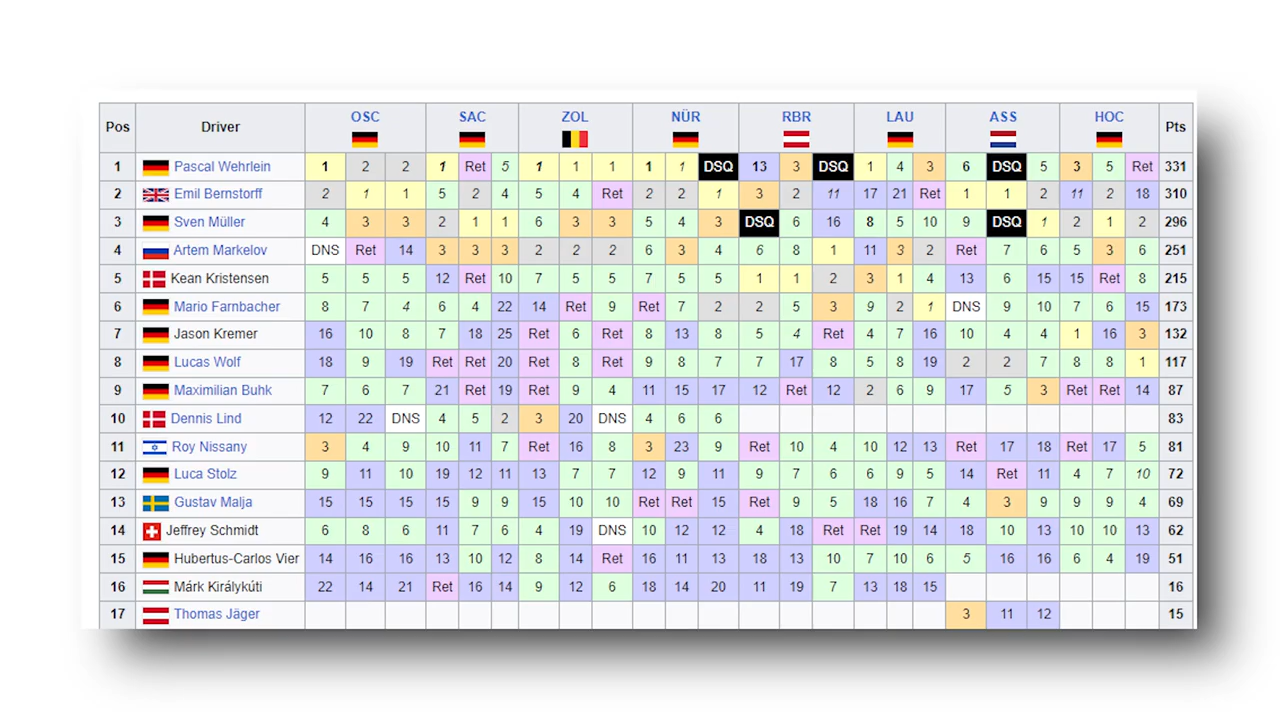 Pos Driver OSC SAC ZOL NÜR RBR LAU ASS HOC Pts
1 Pascal Wehrlein 1 2 2 1 Ret 5 1 1 1 1 1 DSQ 13 3 DSQ 1 4 3 6 DSQ 5 3 5 Ret 331
2 Emil Bernstorff 2 1 1 5 2 4 5 4 Ret 2 2 1 3 2 11 17 21 Ret 1 1 2 11 2 18 310
3 Sven Müller 4 3 3 2 1 1 6 3 3 5 4 3 DSQ 6 16 8 5 10 9 DSQ 1 2 1 2 296
4 Artem Markelov DNS Ret 14 3 3 3 2 2 2 6 3 4 6 8 1 11 3 2 Ret 7 6 5 3 6 251
5 Kean Kristensen 5 5 5 12 Ret 10 7 5 5 7 5 5 1 1 2 3 1 4 13 6 15 15 Ret 8 215
6 Mario Farnbacher 8 7 4 6 4 22 14 Ret 9 Ret 7 2 2 5 3 9 2 1 DNS 9 10 7 6 15 173
7 Jason Kremer 16 10 8 7 18 25 Ret 6 Ret 8 13 8 5 4 Ret 4 7 16 10 4 4 1 16 3 132
8 Lucas Wolf 18 9 19 Ret Ret 20 Ret 8 Ret 9 8 7 7 17 8 5 8 19 2 2 7 8 8 1 117
9 Maximilian Buhk 7 6 7 21 Ret 19 Ret 9 4 11 15 17 12 Ret 12 2 6 9 17 5 3 Ret Ret 14 87
10 Dennis Lind 12 22 DNS 4 5 2 3 20 DNS 4 6 6 83
11 Roy Nissany 3 4 9 10 11 7 Ret 16 8 3 23 9 Ret 10 4 10 12 13 Ret 17 18 Ret 17 5 81
12 Luca Stolz 9 11 10 19 12 11 13 7 7 12 9 11 9 7 6 6 9 5 14 Ret 11 4 7 10 72
13 Gustav Malja 15 15 15 15 9 9 15 10 10 Ret Ret 15 Ret 9 5 18 16 7 4 3 9 9 9 4 69
14 Jeffrey Schmidt 6 8 6 11 7 6 4 19 DNS 10 12 12 4 18 Ret Ret 19 14 18 10 13 10 10 13 62
15 Hubertus-Carlos Vier 14 16 16 13 10 12 8 14 Ret 16 11 13 18 13 10 7 10 6 5 16 16 6 4 19 51
16 Márk Királykúti 22 14 21 Ret 16 14 9 12 6 18 14 20 11 19 7 13 18 15 16
17 Thomas Jäger 3 11 12 15